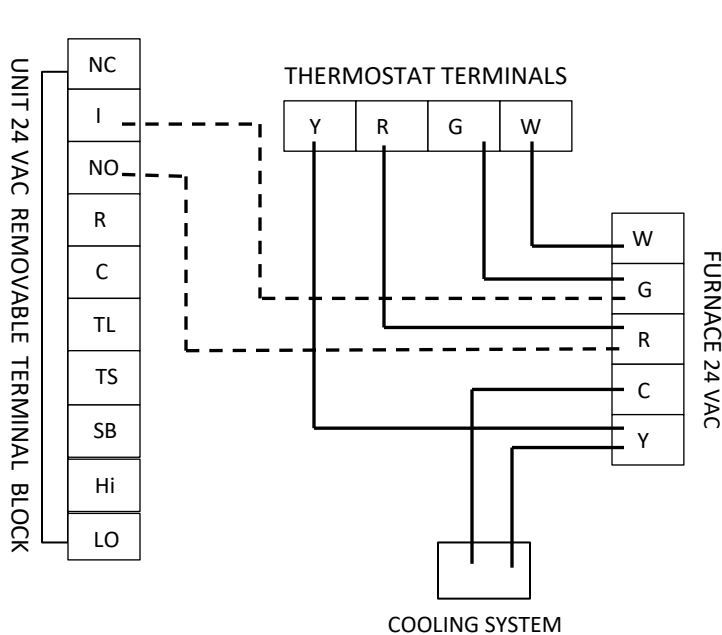 UNIT 24 VAC REMOVABLE TERMINAL BLOCK
NC
I
NO
R
C
TL
TS
SB
Hi
LO
THERMOSTAT TERMINALS
Y R G W
W
G
R
C
Y
FURNACE 24 VAC
COOLING SYSTEM